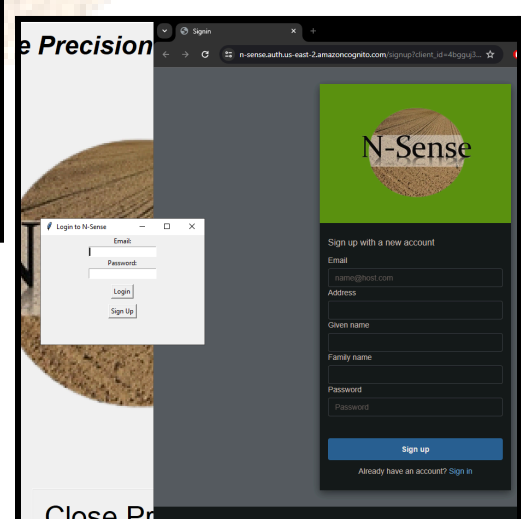 e Precision
Signin
n-sense.auth.us-east-2.amazoncognito.com/signup?client_id=4bgguj3...
N-Sense
Login to N-Sense
Email:
Password:
Login
Sign Up
Sign up with a new account
Email
name@host.com
Address
Given name
Family name
Password
Password
Sign up
Already have an account? Sign in
Close Pr